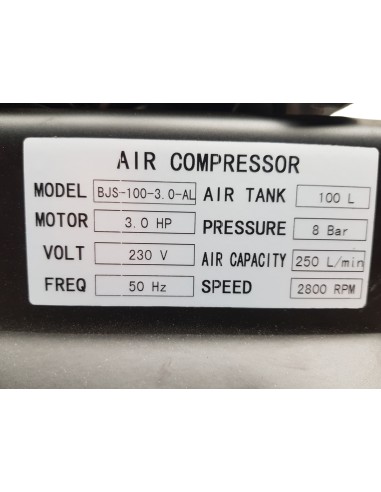 AIR COMPRESSOR
MODEL BJS-100-3.0-AL AIR TANK 100 L
MOTOR 3.0 HP PRESSURE 8 Bar
VOLT 230 V AIR CAPACITY 250 L/min
FREQ 50 Hz SPEED 2800 RPM